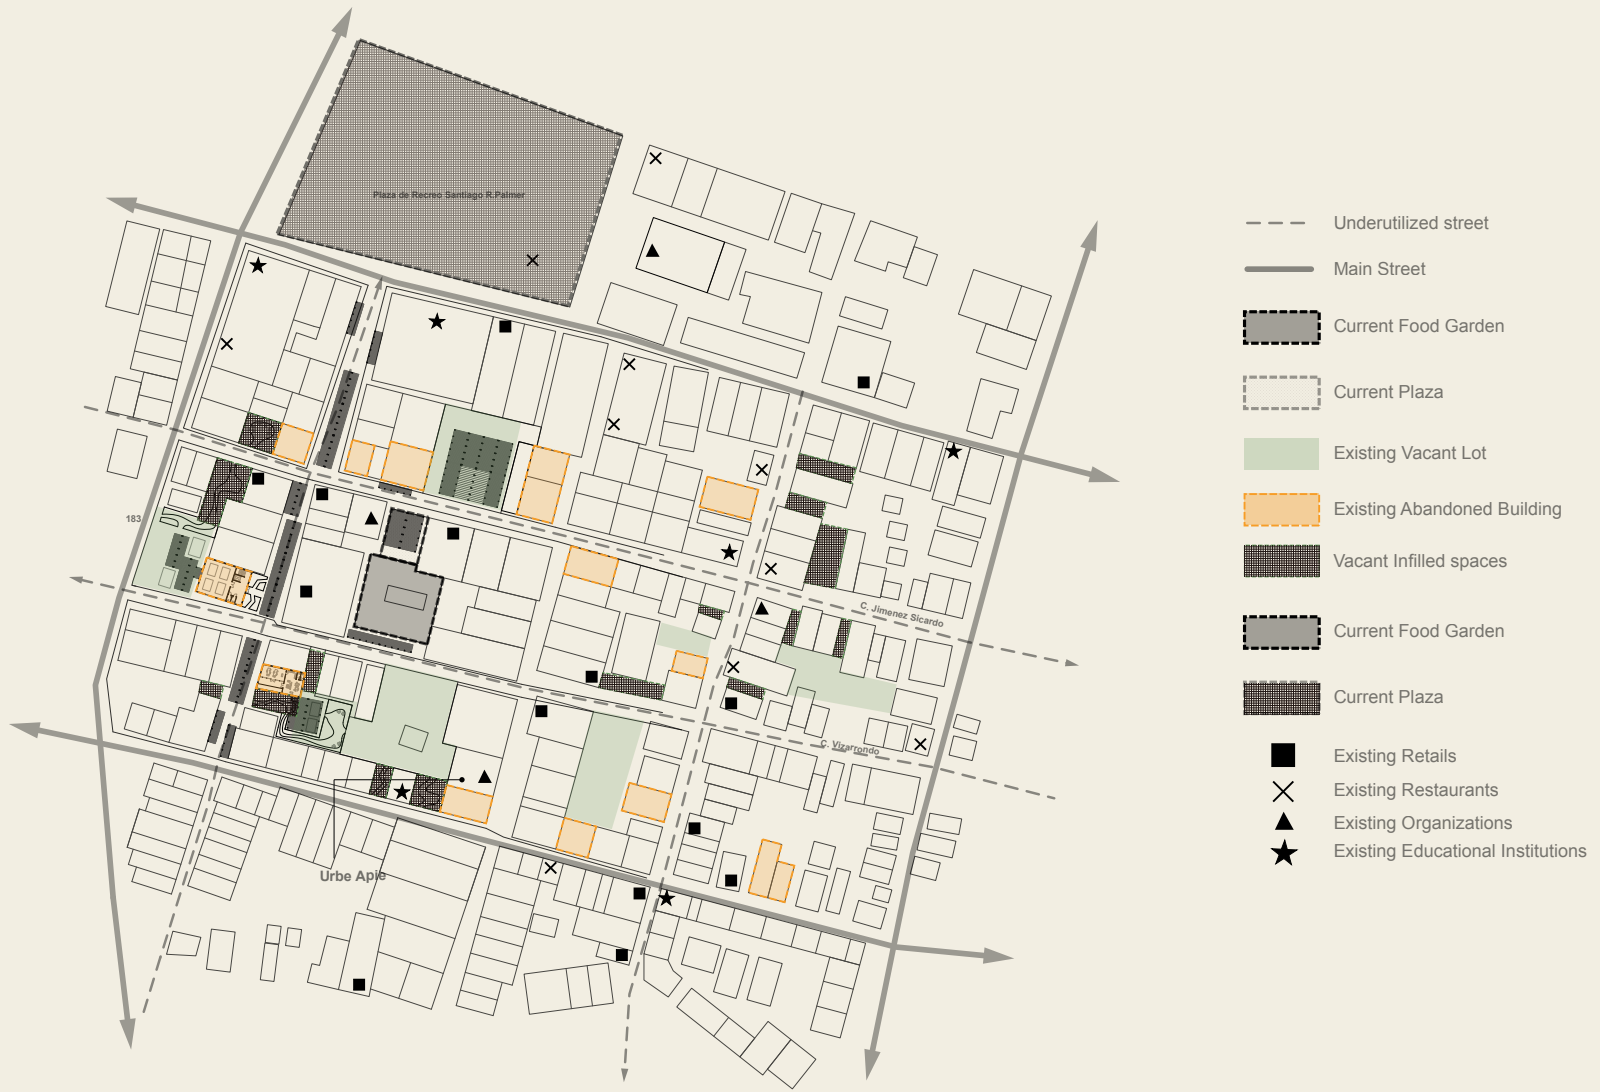 Plaza de Recreo Santiago R.Palmer
183
C. Jimenez Sicardo
C. Vizarrondo
Urbe Apie
Underutilized street
Main Street
Current Food Garden
Current Plaza
Existing Vacant Lot
Existing Abandoned Building
Vacant Infilled spaces
Current Food Garden
Current Plaza
Existing Retails
Existing Restaurants
Existing Organizations
Existing Educational Institutions